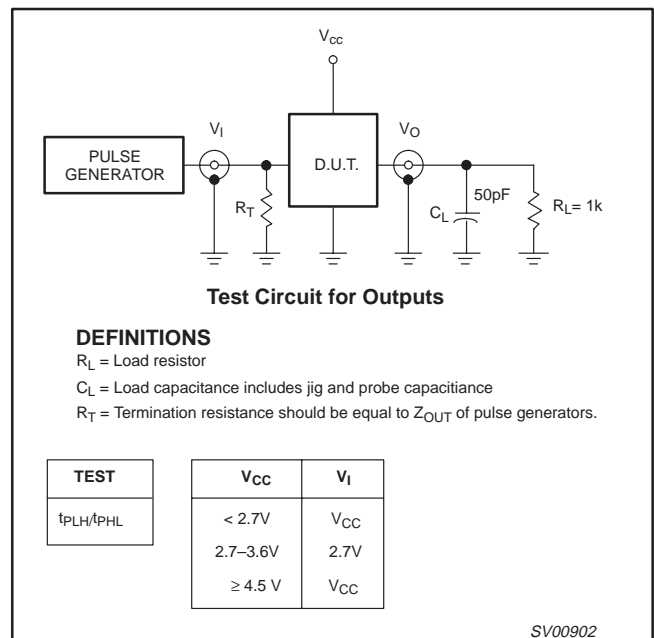 Vcc
VI
VO
PULSE
GENERATOR
D.U.T.
RT
50pF
CL
RL= 1k
Test Circuit for Outputs
DEFINITIONS
RL = Load resistor
CL = Load capacitance includes jig and probe capacitiance
RT = Termination resistance should be equal to ZOUT of pulse generators.
TEST
tPLH/tPHL
VCC VI
< 2.7V VCC
2.7–3.6V 2.7V
≥ 4.5 V VCC
SV00902